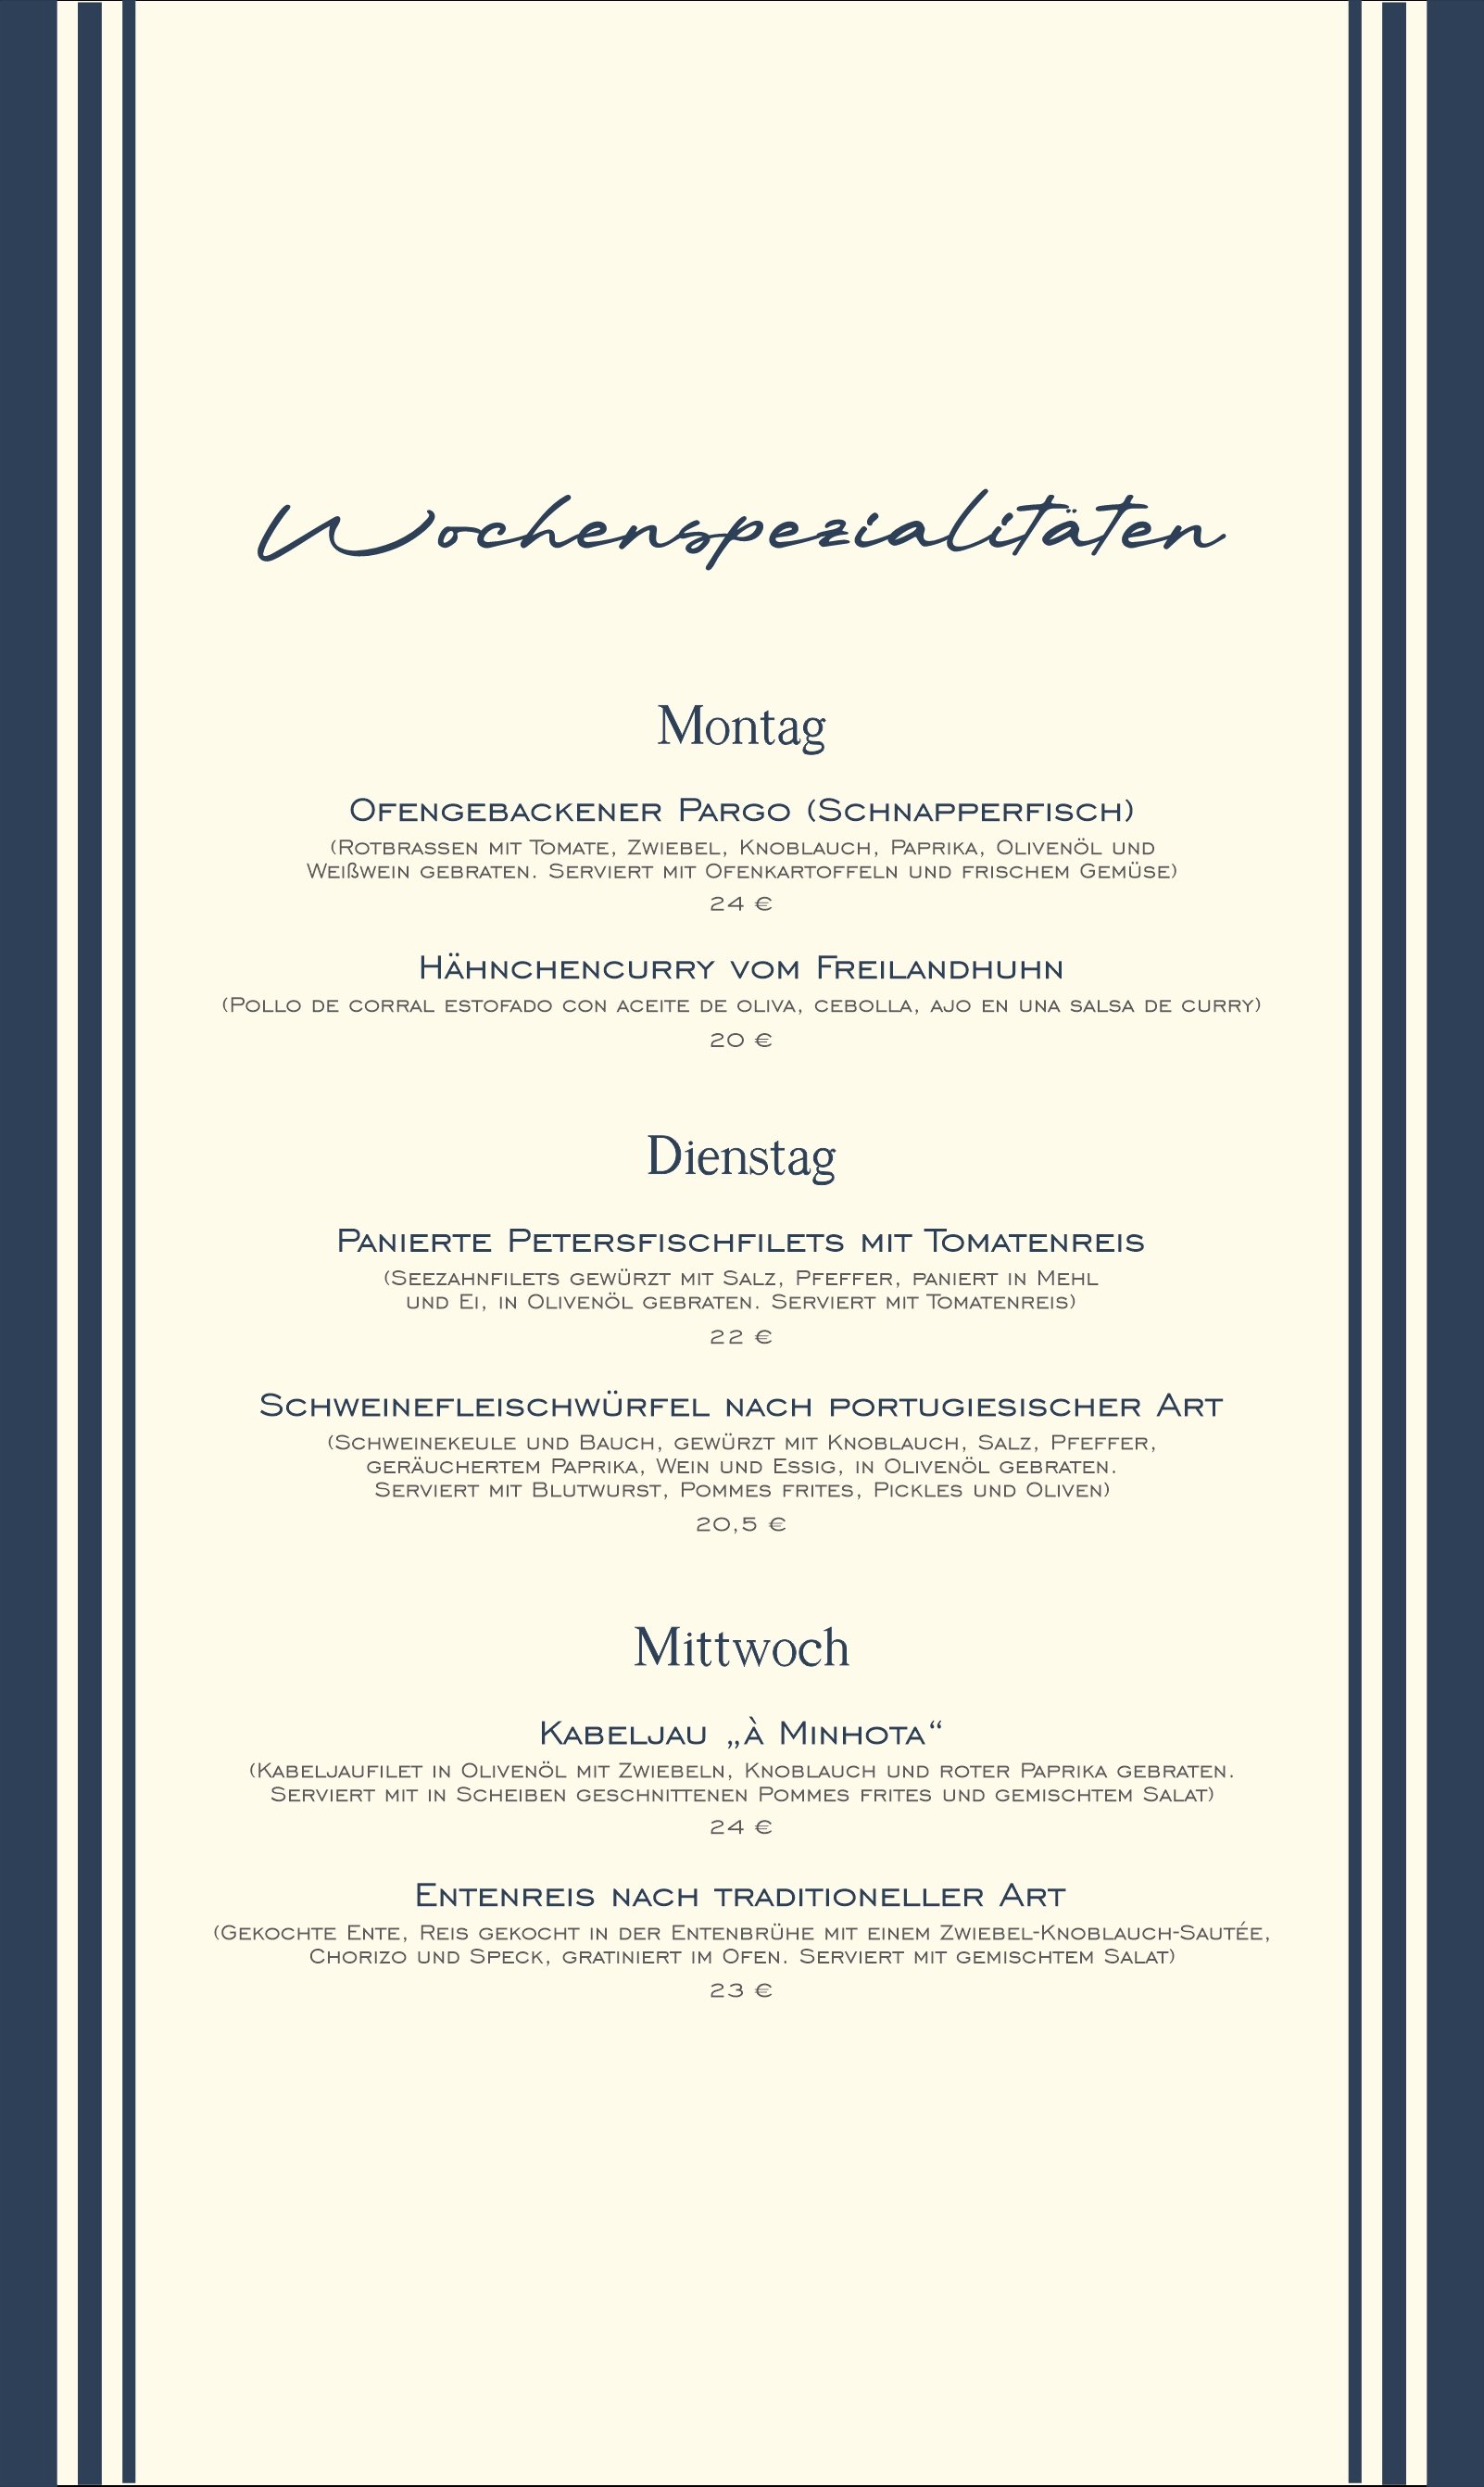 Wochenspezialitäten
Montag
Ofengebackener Pargo (Schnapperfisch)
(Rotbrassen mit Tomate, Zwiebel, Knoblauch, Paprika, Olivenöl und
Weißwein gebraten. Serviert mit Ofenkartoffeln und frischem Gemüse)
24 €
Hähnchencurry vom Freilandhuhn
(Pollo de corral estofado con aceite de oliva, cebolla, ajo en una salsa de curry)
20 €
Dienstag
Panierte Petersfischfilets mit Tomatenreis
(Seezahnfilets gewürzt mit Salz, Pfeffer, paniert in Mehl
und Ei, in Olivenöl gebraten. Serviert mit Tomatenreis)
22 €
Schweinefleischwürfel nach portugiesischer Art
(Schweinekeule und Bauch, gewürzt mit Knoblauch, Salz, Pfeffer,
geräuchertem Paprika, Wein und Essig, in Olivenöl gebraten.
Serviert mit Blutwurst, Pommes frites, Pickles und Oliven)
20,5 €
Mittwoch
Kabeljau „à Minhota“
(Kabeljaufilet in Olivenöl mit Zwiebeln, Knoblauch und roter Paprika gebraten.
Serviert mit in Scheiben geschnittenen Pommes frites und gemischtem Salat)
24 €
Entenreis nach traditioneller Art
(Gekochte Ente, Reis gekocht in der Entenbrühe mit einem Zwiebel-Knoblauch-Sautée,
Chorizo und Speck, gratiniert im Ofen. Serviert mit gemischtem Salat)
23 €